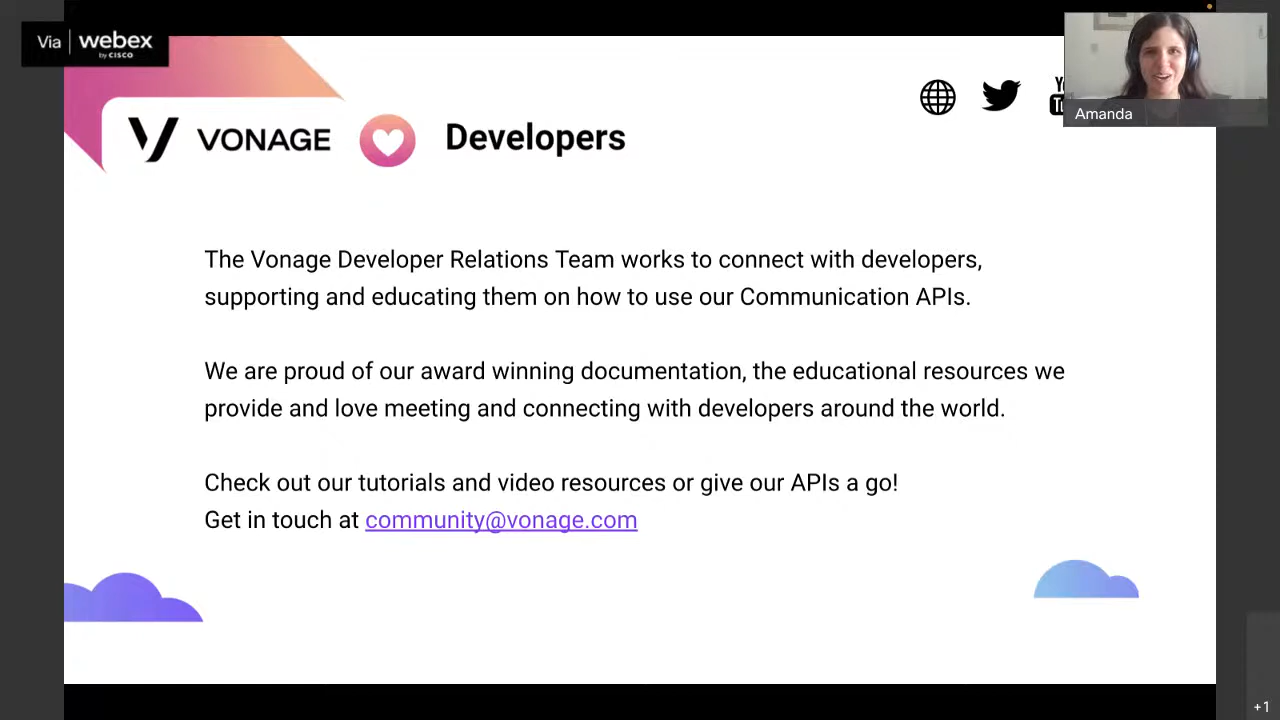 Via webex
by CISCO
Amanda
VONAGE Developers
The Vonage Developer Relations Team works to connect with developers,
supporting and educating them on how to use our Communication APIs.
We are proud of our award winning documentation, the educational resources we
provide and love meeting and connecting with developers around the world.
Check out our tutorials and video resources or give our APIs a go!
Get in touch at community@vonage.com
+1